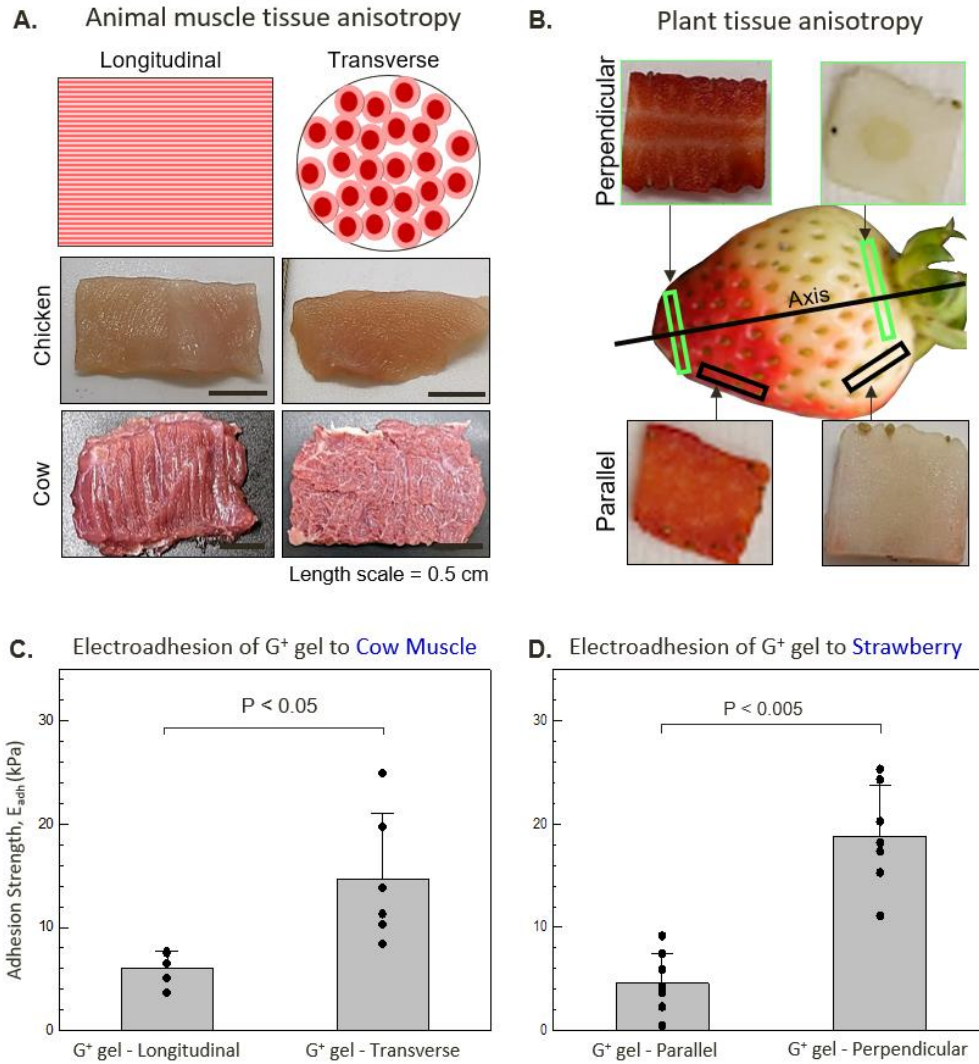 A. Animal muscle tissue anisotropy
Longitudinal
Transverse
Chicken
Cow
Length scale = 0.5 cm
B. Plant tissue anisotropy
Perpendicular
Axis
Parallel
C. Electroadhesion of G⁺ gel to Cow Muscle
Adhesion Strength, E_adh (kPa)
30
20
10
0
P < 0.05
G⁺ gel - Longitudinal
G⁺ gel - Transverse
D. Electroadhesion of G⁺ gel to Strawberry
30
20
10
0
P < 0.005
G⁺ gel - Parallel
G⁺ gel - Perpendicular